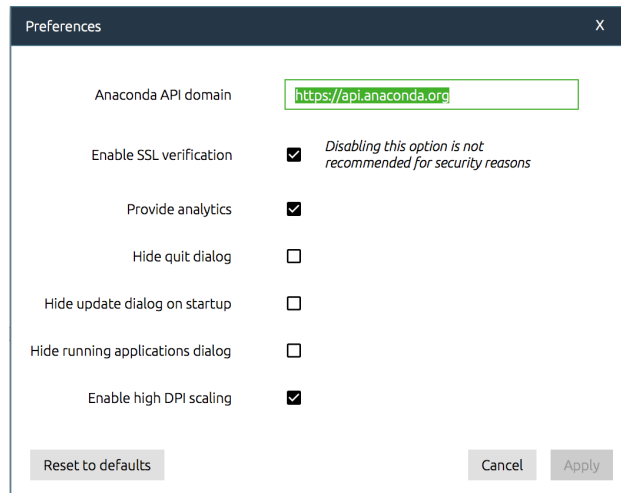 Preferences X
Anaconda API domain https://api.anaconda.org
Enable SSL verification Disabling this option is not
recommended for security reasons
Provide analytics
Hide quit dialog
Hide update dialog on startup
Hide running applications dialog
Enable high DPI scaling
Reset to defaults Cancel Apply